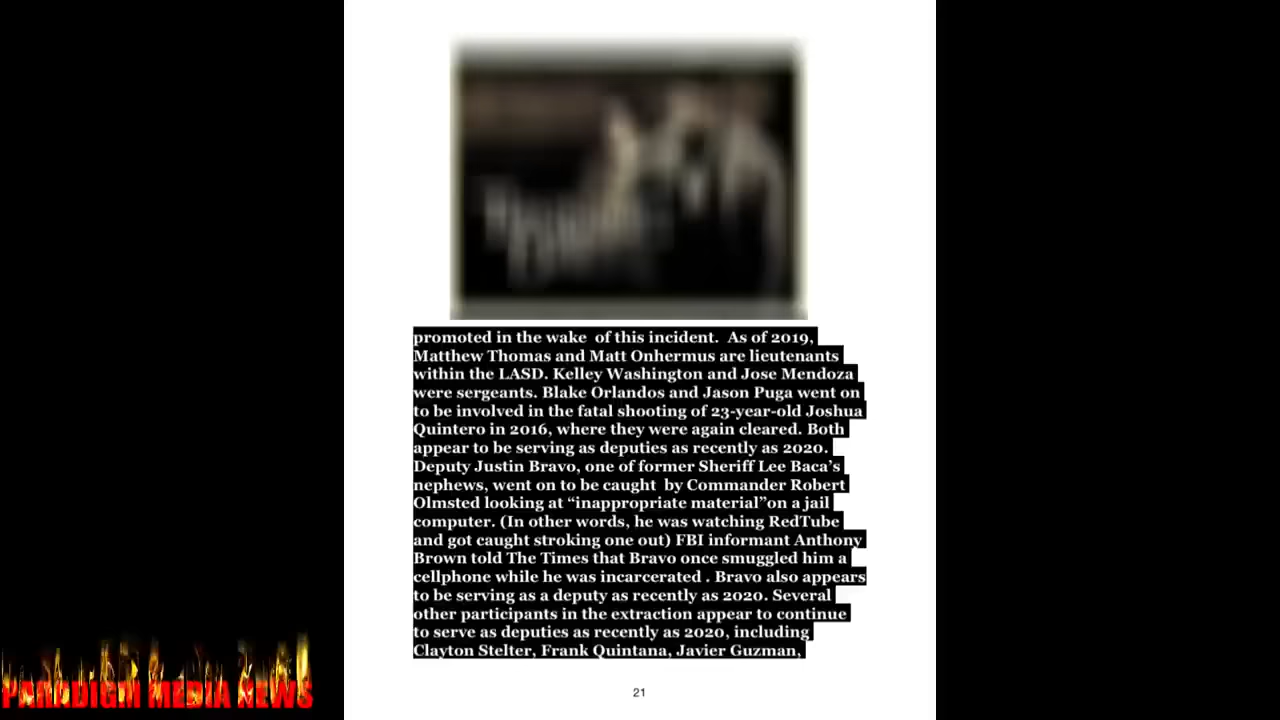 promoted in the wake  of this incident.  As of 2019,
Matthew Thomas and Matt Onhermus are lieutenants
within the LASD. Kelley Washington and Jose Mendoza
were sergeants. Blake Orlandos and Jason Puga went on
to be involved in the fatal shooting of 23-year-old Joshua
Quintero in 2016, where they were again cleared. Both
appear to be serving as deputies as recently as 2020.
Deputy Justin Bravo, one of former Sheriff Lee Baca’s
nephews, went on to be caught  by Commander Robert
Olmsted looking at “inappropriate material”on a jail
computer. (In other words, he was watching RedTube
and got caught stroking one out) FBI informant Anthony
Brown told The Times that Bravo once smuggled him a
cellphone while he was incarcerated . Bravo also appears
to be serving as a deputy as recently as 2020. Several
other participants in the extraction appear to continue
to serve as deputies as recently as 2020, including
Clayton Stelter, Frank Quintana, Javier Guzman,
21
PARADIGM MEDIA NEWS